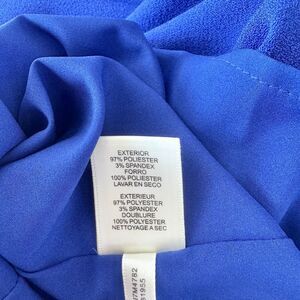 EXTERIOR
97% POLIESTER
3% SPANDEX
FORRO
100% POLIESTER
LAVAR EN SECO
EXTERIEUR
97% POLYESTER
3% SPANDEX
DOUBLURE
100% POLYESTER
NETTOYAGE A SEC